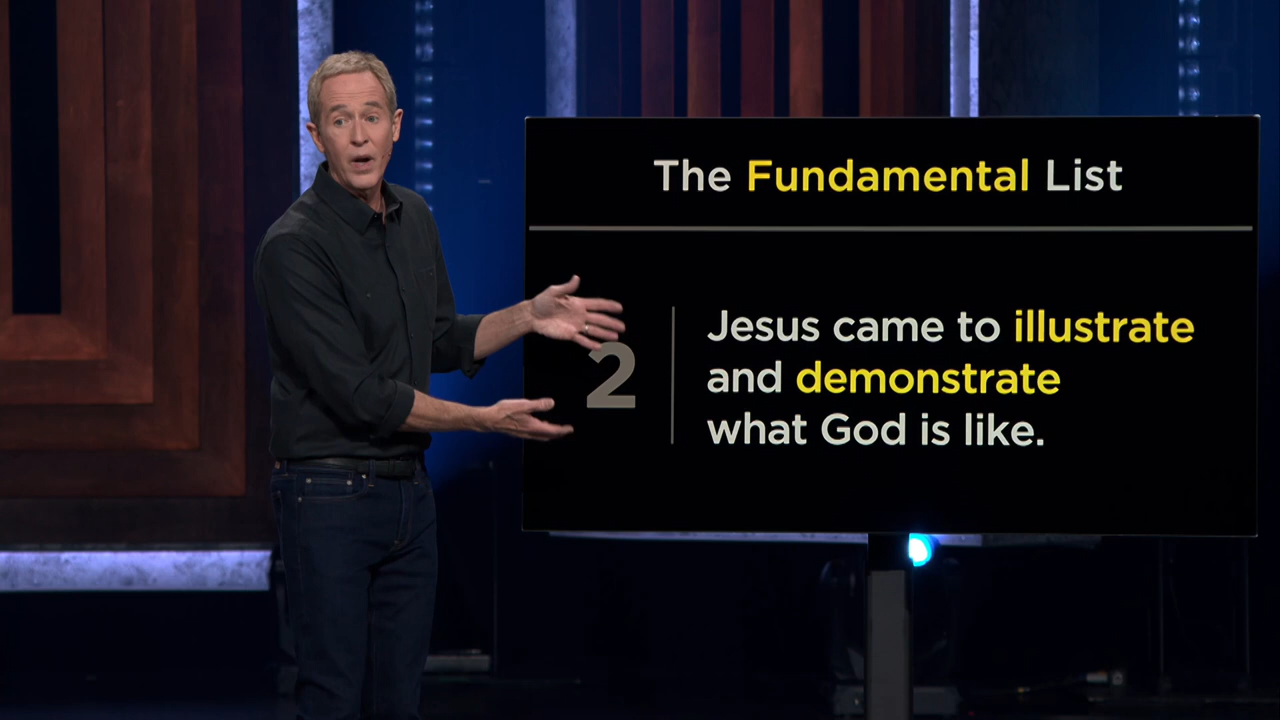 The Fundamental List
2
Jesus came to illustrate
and demonstrate
what God is like.